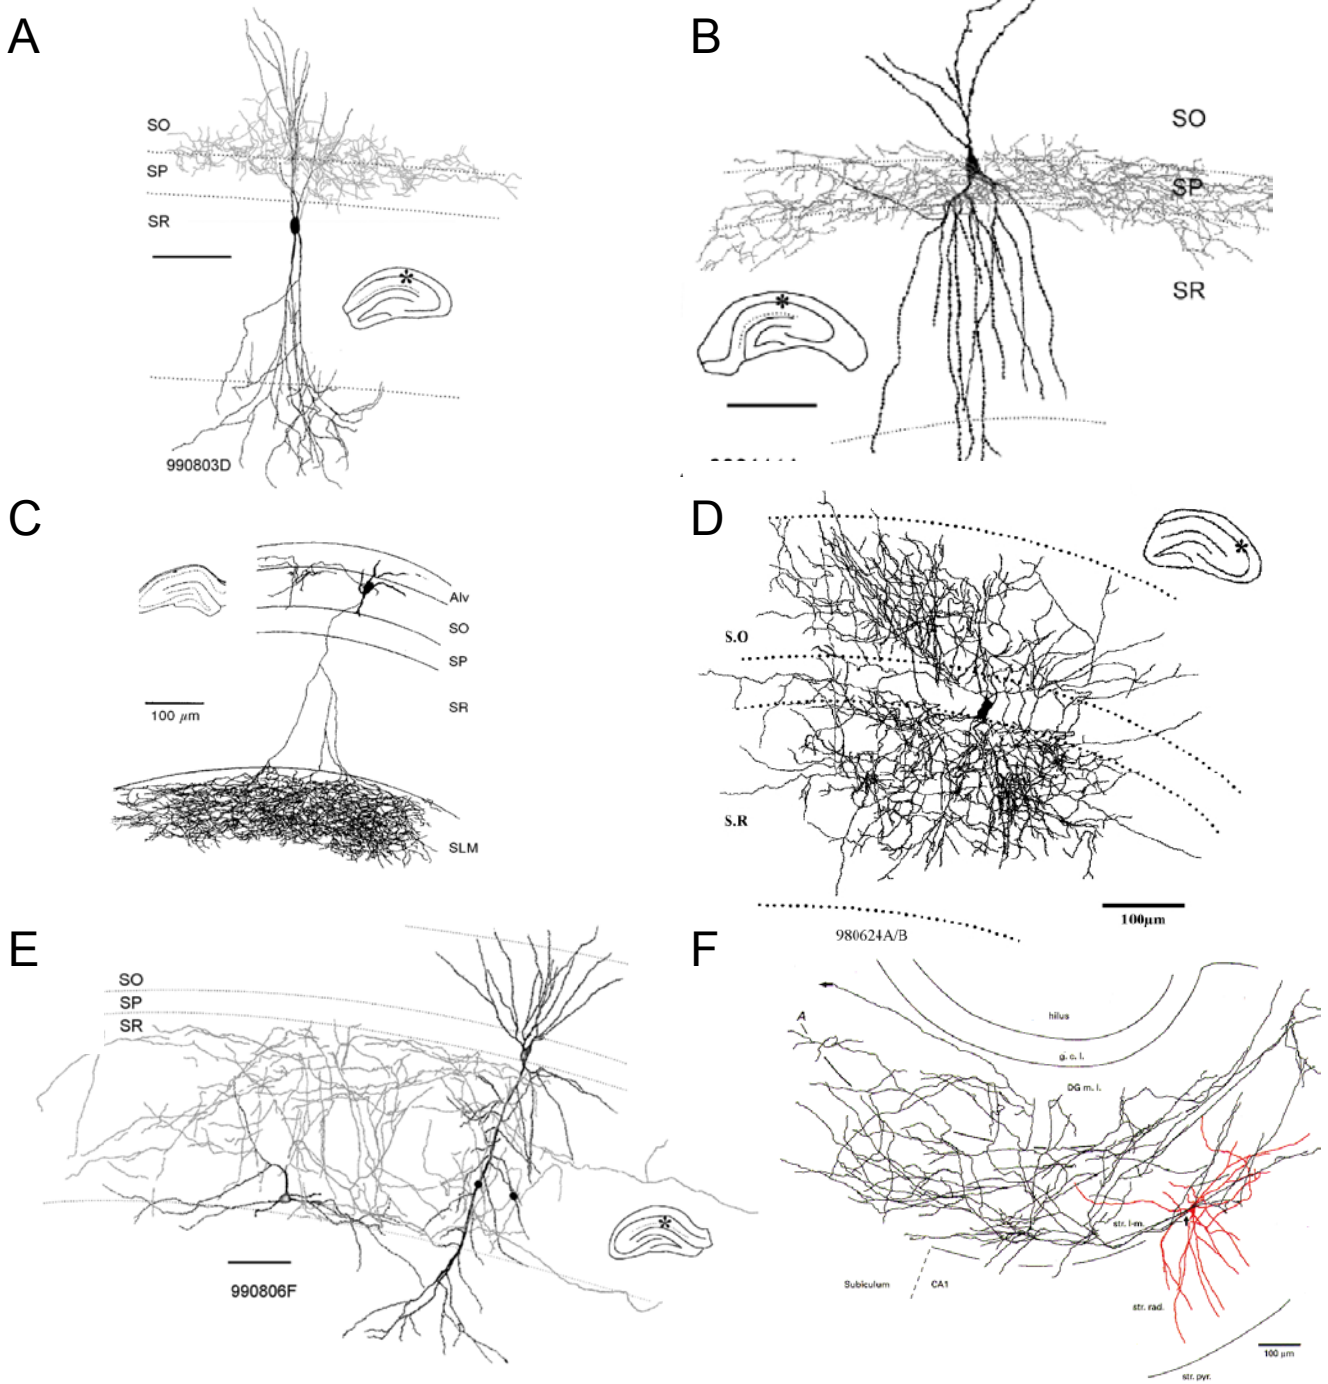 A
SO
SP
SR
990803D
B
SO
SP
SR
C
Alv
SO
SP
SR
100 µm
SLM
D
S.O
S.R
100µm
980624A/B
E
SO
SP
SR
990806F
F
A
hilus
g. c. l.
DG m. l.
str. l-m.
Subiculum
CA1
str. rad.
100 µm
str. pyr.